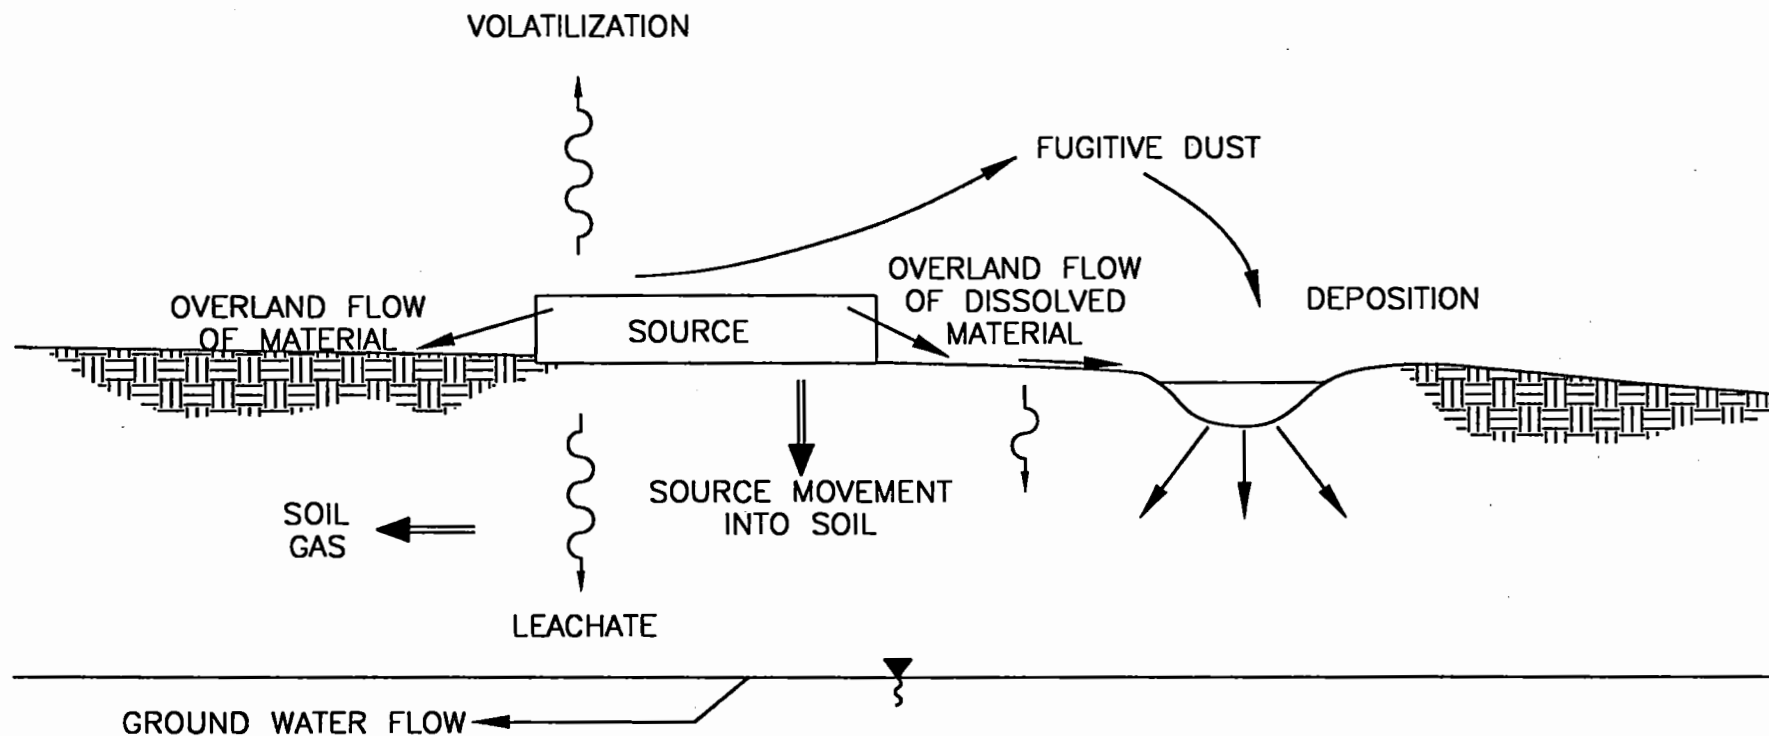 VOLATILIZATION
FUGITIVE DUST
OVERLAND FLOW
OF MATERIAL
SOURCE
OVERLAND FLOW
OF DISSOLVED
MATERIAL
DEPOSITION
SOURCE MOVEMENT
INTO SOIL
SOIL
GAS
LEACHATE
GROUND WATER FLOW